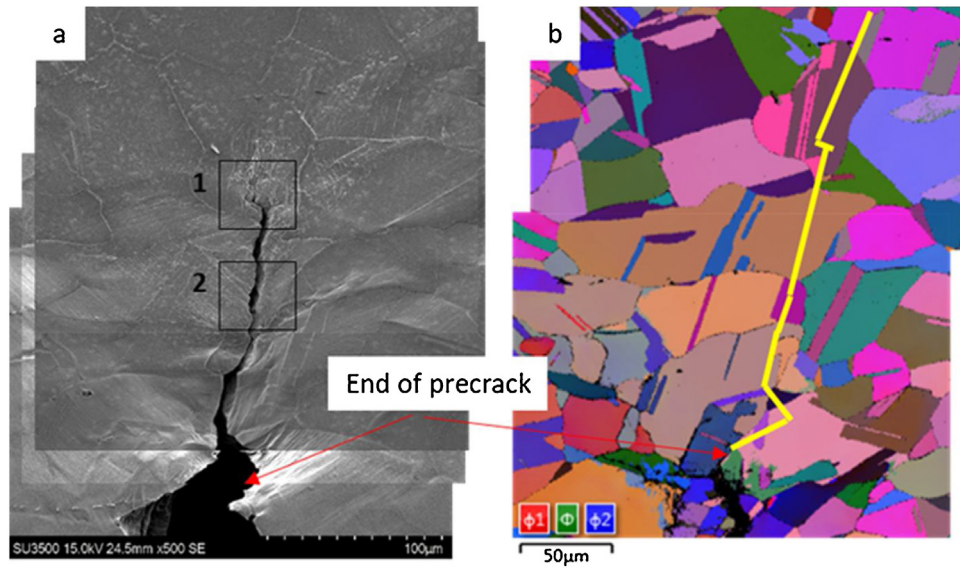 a
b
1
2
End of precrack
ϕ1 Φ ϕ2
SU3500 15.0kV 24.5mm x500 SE
100µm
50µm